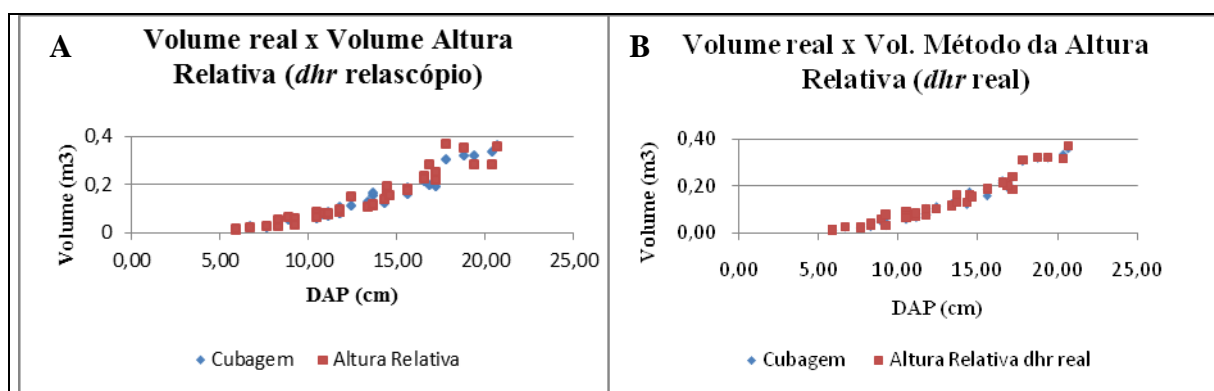 A
Volume real x Volume Altura
Relativa (dhr relascópio)
Volume (m3)
0,4
0,2
0
0,00
5,00
10,00
15,00
20,00
25,00
DAP (cm)
Cubagem
Altura Relativa
B
Volume real x Vol. Método da Altura
Relativa (dhr real)
Volume (m3)
0,40
0,20
0,00
0,00
5,00
10,00
15,00
20,00
25,00
DAP (cm)
Cubagem
Altura Relativa dhr real